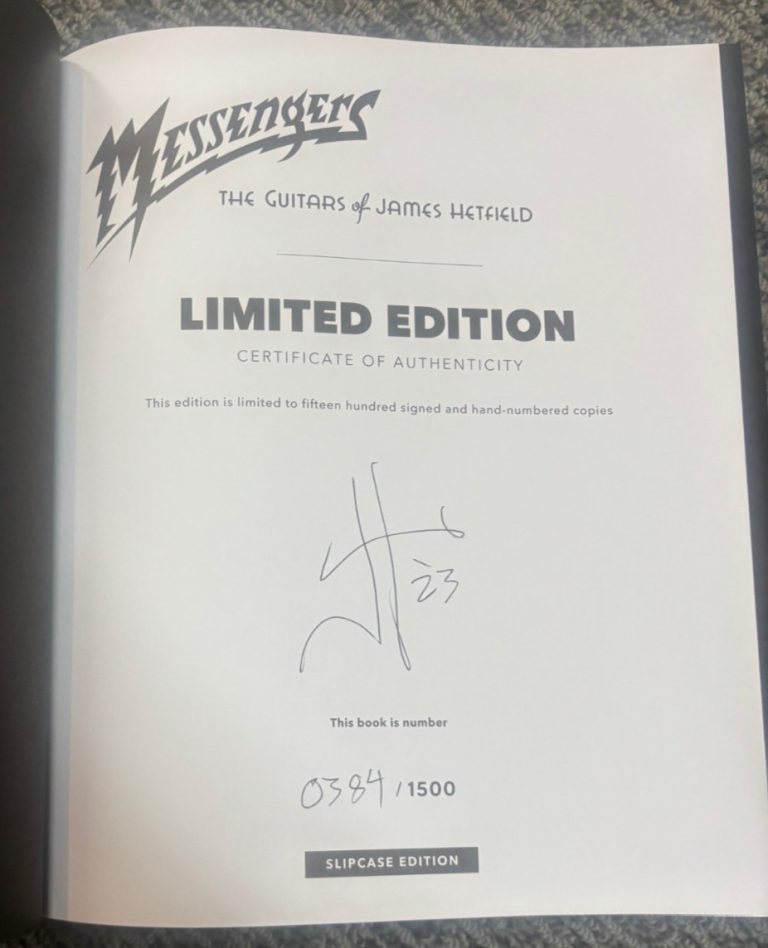 MESSENGERS
THE GUITARS of JAMES HETFIELD
LIMITED EDITION
CERTIFICATE OF AUTHENTICITY
This edition is limited to fifteen hundred signed and hand-numbered copies
'23
This book is number
0384 / 1500
SLIPCASE EDITION